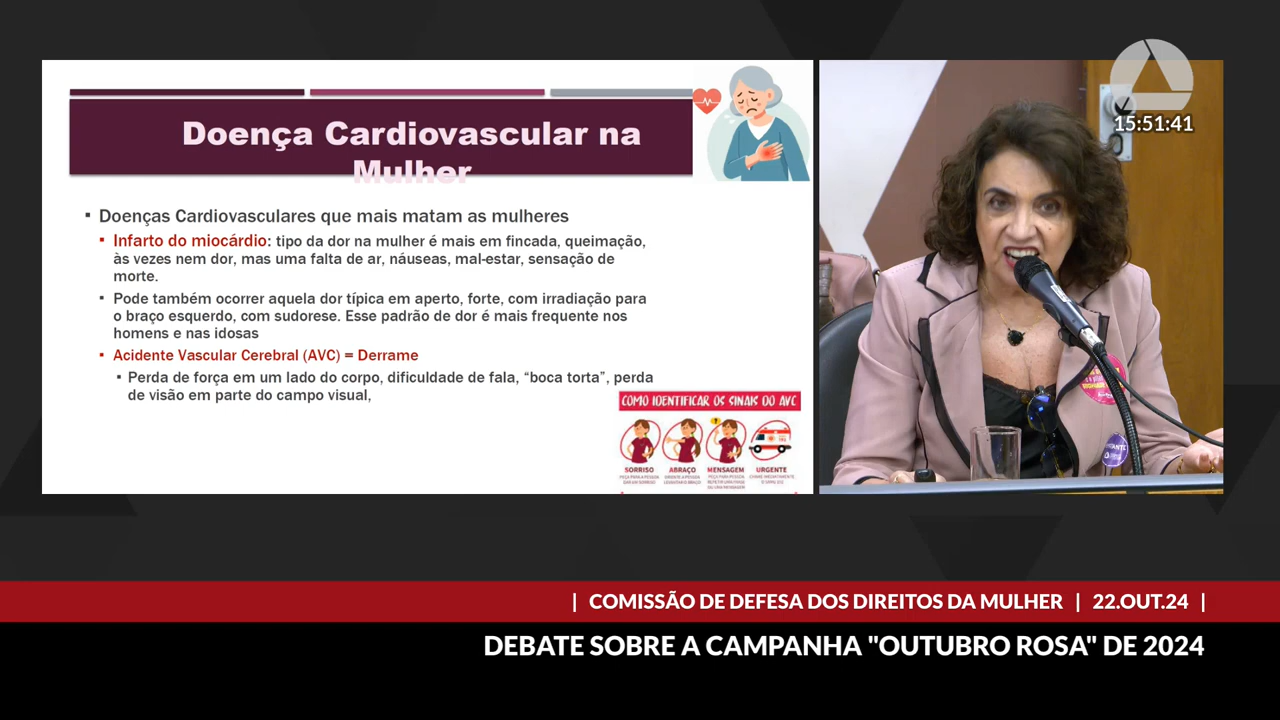 Doença Cardiovascular na
Mulher
Doenças Cardiovasculares que mais matam as mulheres
Infarto do miocárdio: tipo da dor na mulher é mais em fincada, queimação,
às vezes nem dor, mas uma falta de ar, náuseas, mal-estar, sensação de
morte.
Pode também ocorrer aquela dor típica em aperto, forte, com irradiação para
o braço esquerdo, com sudorese. Esse padrão de dor é mais frequente nos
homens e nas idosas
Acidente Vascular Cerebral (AVC) = Derrame
Perda de força em um lado do corpo, dificuldade de fala, “boca torta”, perda
de visão em parte do campo visual,
COMO IDENTIFICAR OS SINAIS DO AVC
SORRISO ABRAÇO MENSAGEM URGENTE
15:51:41
| COMISSÃO DE DEFESA DOS DIREITOS DA MULHER | 22.OUT.24 |
DEBATE SOBRE A CAMPANHA "OUTUBRO ROSA" DE 2024